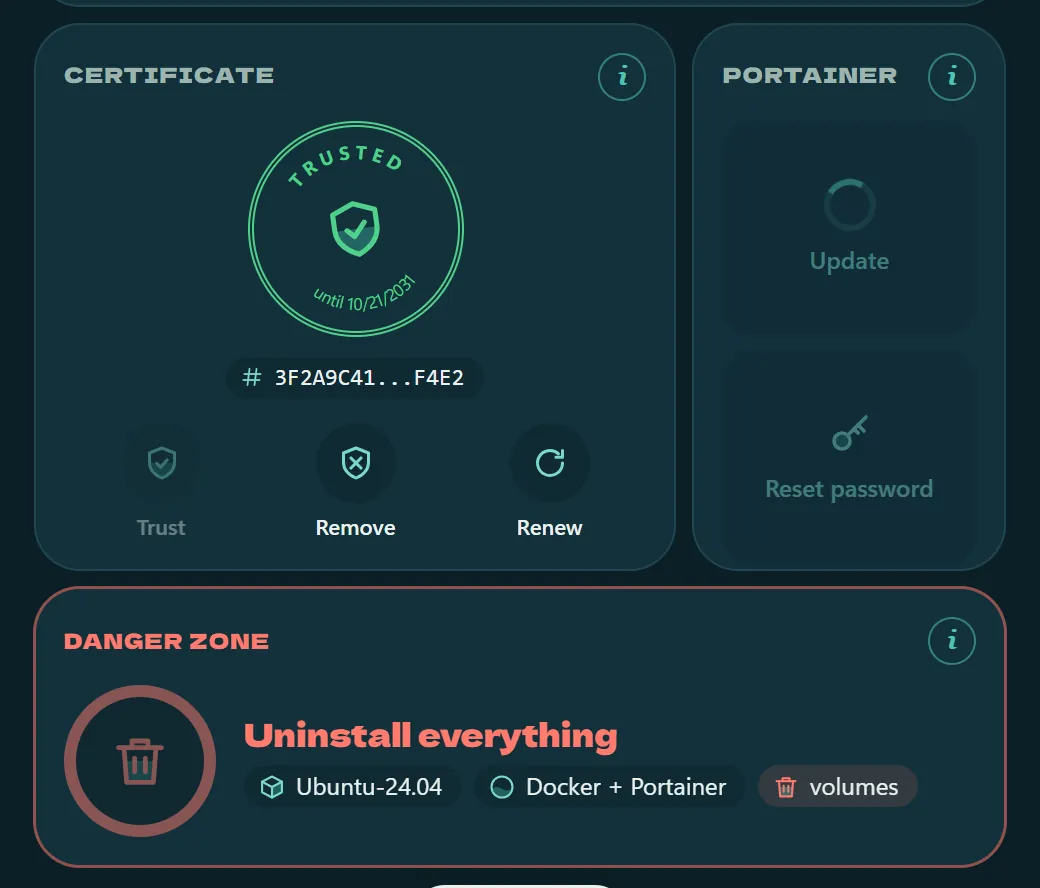 CERTIFICATE
i
TRUSTED
until 10/21/2031
# 3F2A9C41...F4E2
Trust
Remove
Renew
PORTAINER
i
Update
Reset password
DANGER ZONE
i
Uninstall everything
Ubuntu-24.04
Docker + Portainer
volumes